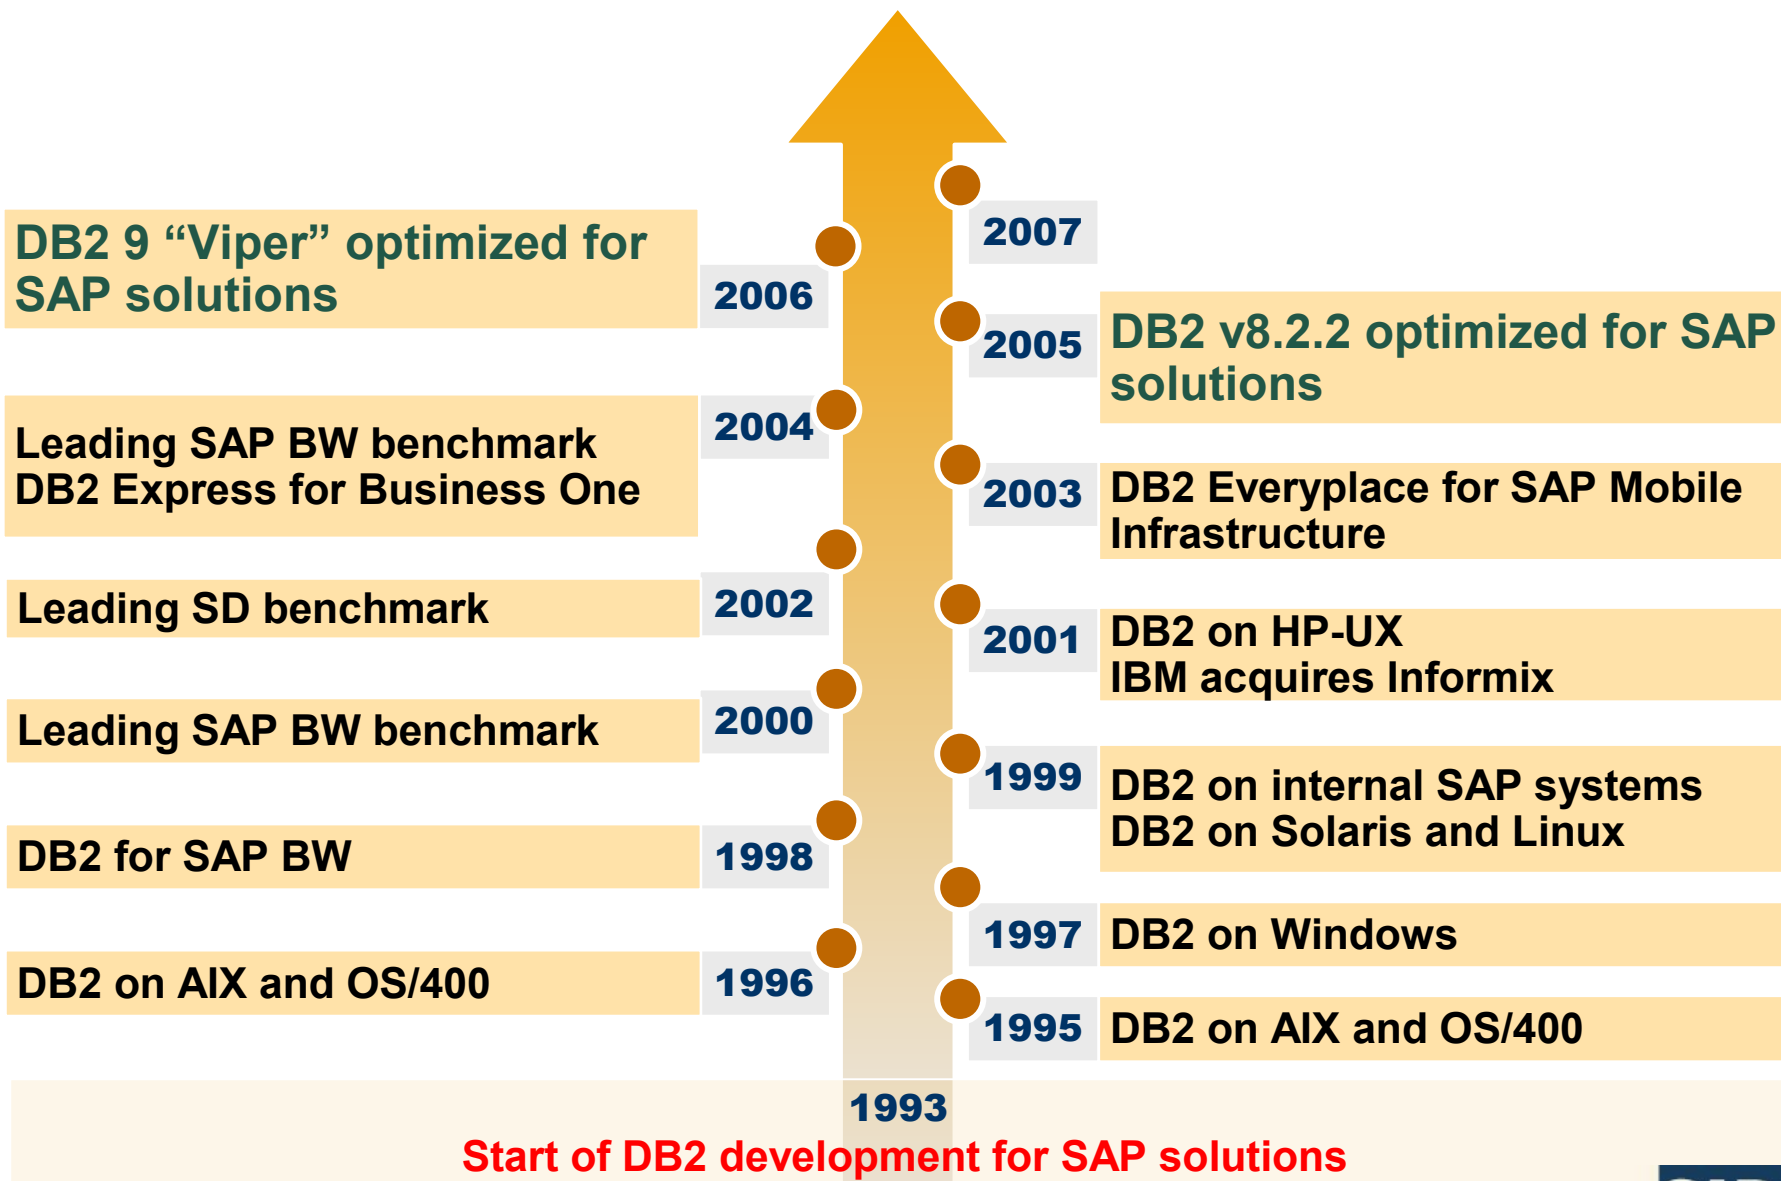 2007
DB2 9 “Viper” optimized for
SAP solutions
2006
2005
DB2 v8.2.2 optimized for SAP
solutions
2004
Leading SAP BW benchmark
DB2 Express for Business One
2003
DB2 Everyplace for SAP Mobile
Infrastructure
Leading SD benchmark
2002
2001
DB2 on HP-UX
IBM acquires Informix
Leading SAP BW benchmark
2000
1999
DB2 on internal SAP systems
DB2 on Solaris and Linux
DB2 for SAP BW
1998
1997
DB2 on Windows
DB2 on AIX and OS/400
1996
1995
DB2 on AIX and OS/400
1993
Start of DB2 development for SAP solutions